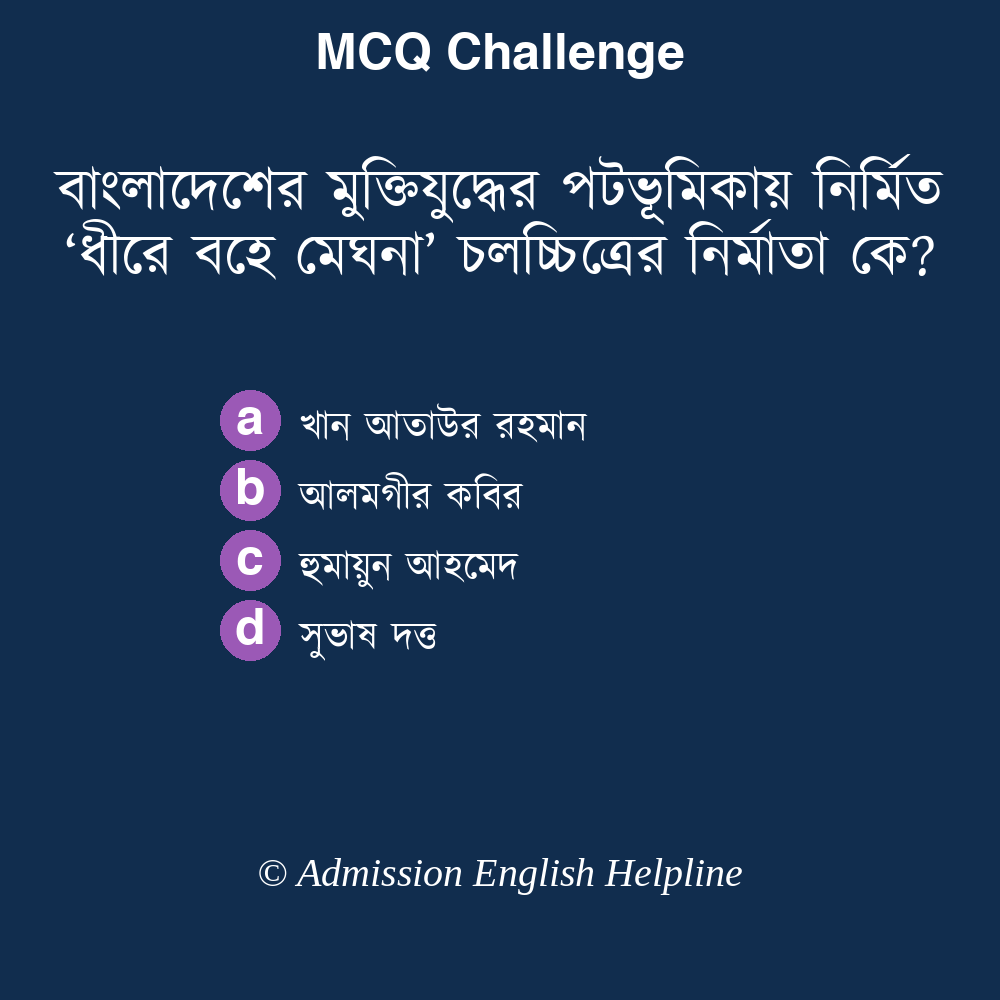 MCQ Challenge
বাংলাদেশের মুক্তিযুদ্ধের পটভূমিকায় নির্মিত
‘ধীরে বহে মেঘনা’ চলচ্চিত্রের নির্মাতা কে?
a খান আতাউর রহমান
b আলমগীর কবির
c হুমায়ুন আহমেদ
d সুভাষ দত্ত
© Admission English Helpline